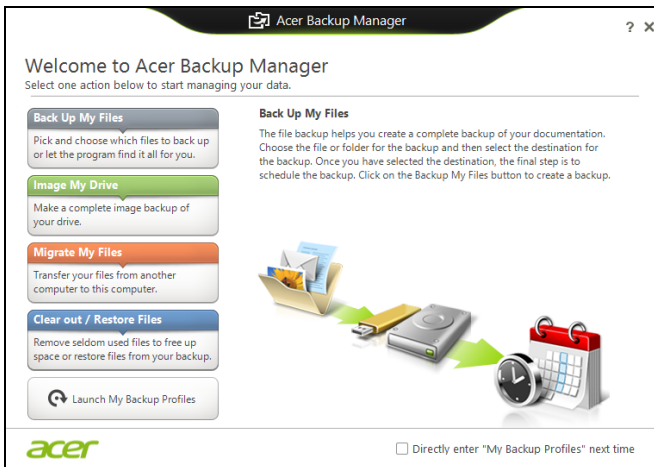 Acer Backup Manager
? X
Welcome to Acer Backup Manager
Select one action below to start managing your data.
Back Up My Files
Pick and choose which files to back up
or let the program find it all for you.
Image My Drive
Make a complete image backup of
your drive.
Migrate My Files
Transfer your files from another
computer to this computer.
Clear out / Restore Files
Remove seldom used files to free up
space or restore files from your backup.
Launch My Backup Profiles
Back Up My Files
The file backup helps you create a complete backup of your documentation.
Choose the file or folder for the backup and then select the destination for
the backup. Once you have selected the destination, the final step is to
schedule the backup. Click on the Backup My Files button to create a backup.
acer
Directly enter "My Backup Profiles" next time